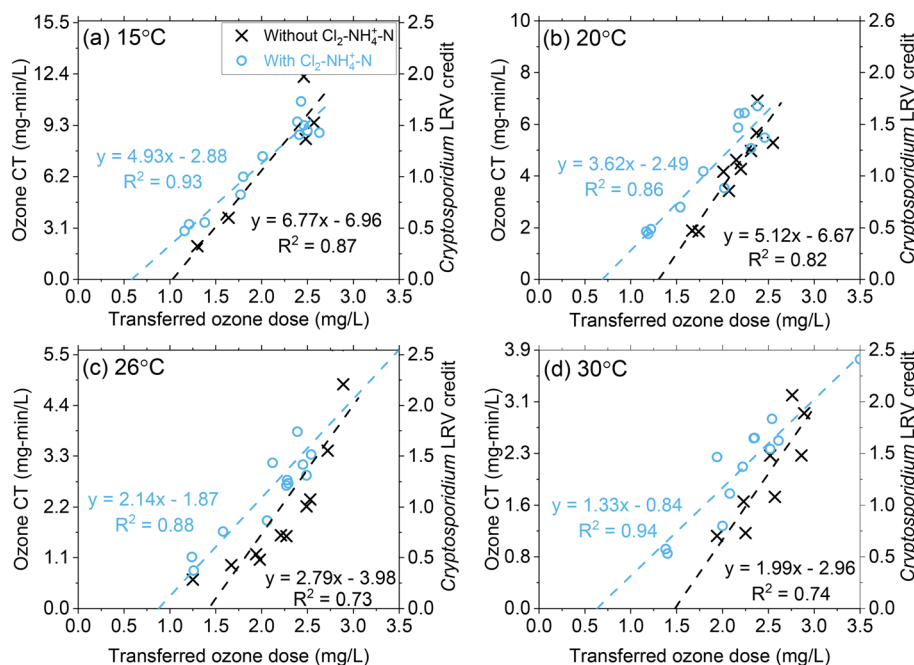 (a) 15°C
Without Cl₂-NH₄⁺-N
With Cl₂-NH₄⁺-N
y = 4.93x - 2.88
R² = 0.93
y = 6.77x - 6.96
R² = 0.87
Ozone CT (mg-min/L)
15.5
12.4
9.3
6.2
3.1
0.0
Cryptosporidium LRV credit
2.5
2.0
1.5
1.0
0.5
0.0
0.0 0.5 1.0 1.5 2.0 2.5 3.0 3.5
Transferred ozone dose (mg/L)
(b) 20°C
y = 3.62x - 2.49
R² = 0.86
y = 5.12x - 6.67
R² = 0.82
Ozone CT (mg-min/L)
10
8
6
4
2
0
Cryptosporidium LRV credit
2.6
2.0
1.5
1.0
0.5
0.0
0.0 0.5 1.0 1.5 2.0 2.5 3.0 3.5
Transferred ozone dose (mg/L)
(c) 26°C
y = 2.14x - 1.87
R² = 0.88
y = 2.79x - 3.98
R² = 0.73
Ozone CT (mg-min/L)
5.5
4.4
3.3
2.2
1.1
0.0
Cryptosporidium LRV credit
2.5
2.0
1.5
1.0
0.5
0.0
0.0 0.5 1.0 1.5 2.0 2.5 3.0 3.5
Transferred ozone dose (mg/L)
(d) 30°C
y = 1.33x - 0.84
R² = 0.94
y = 1.99x - 2.96
R² = 0.74
Ozone CT (mg-min/L)
3.9
3.1
2.3
1.6
0.8
0.0
Cryptosporidium LRV credit
2.5
2.0
1.5
1.0
0.5
0.0
0.0 0.5 1.0 1.5 2.0 2.5 3.0 3.5
Transferred ozone dose (mg/L)